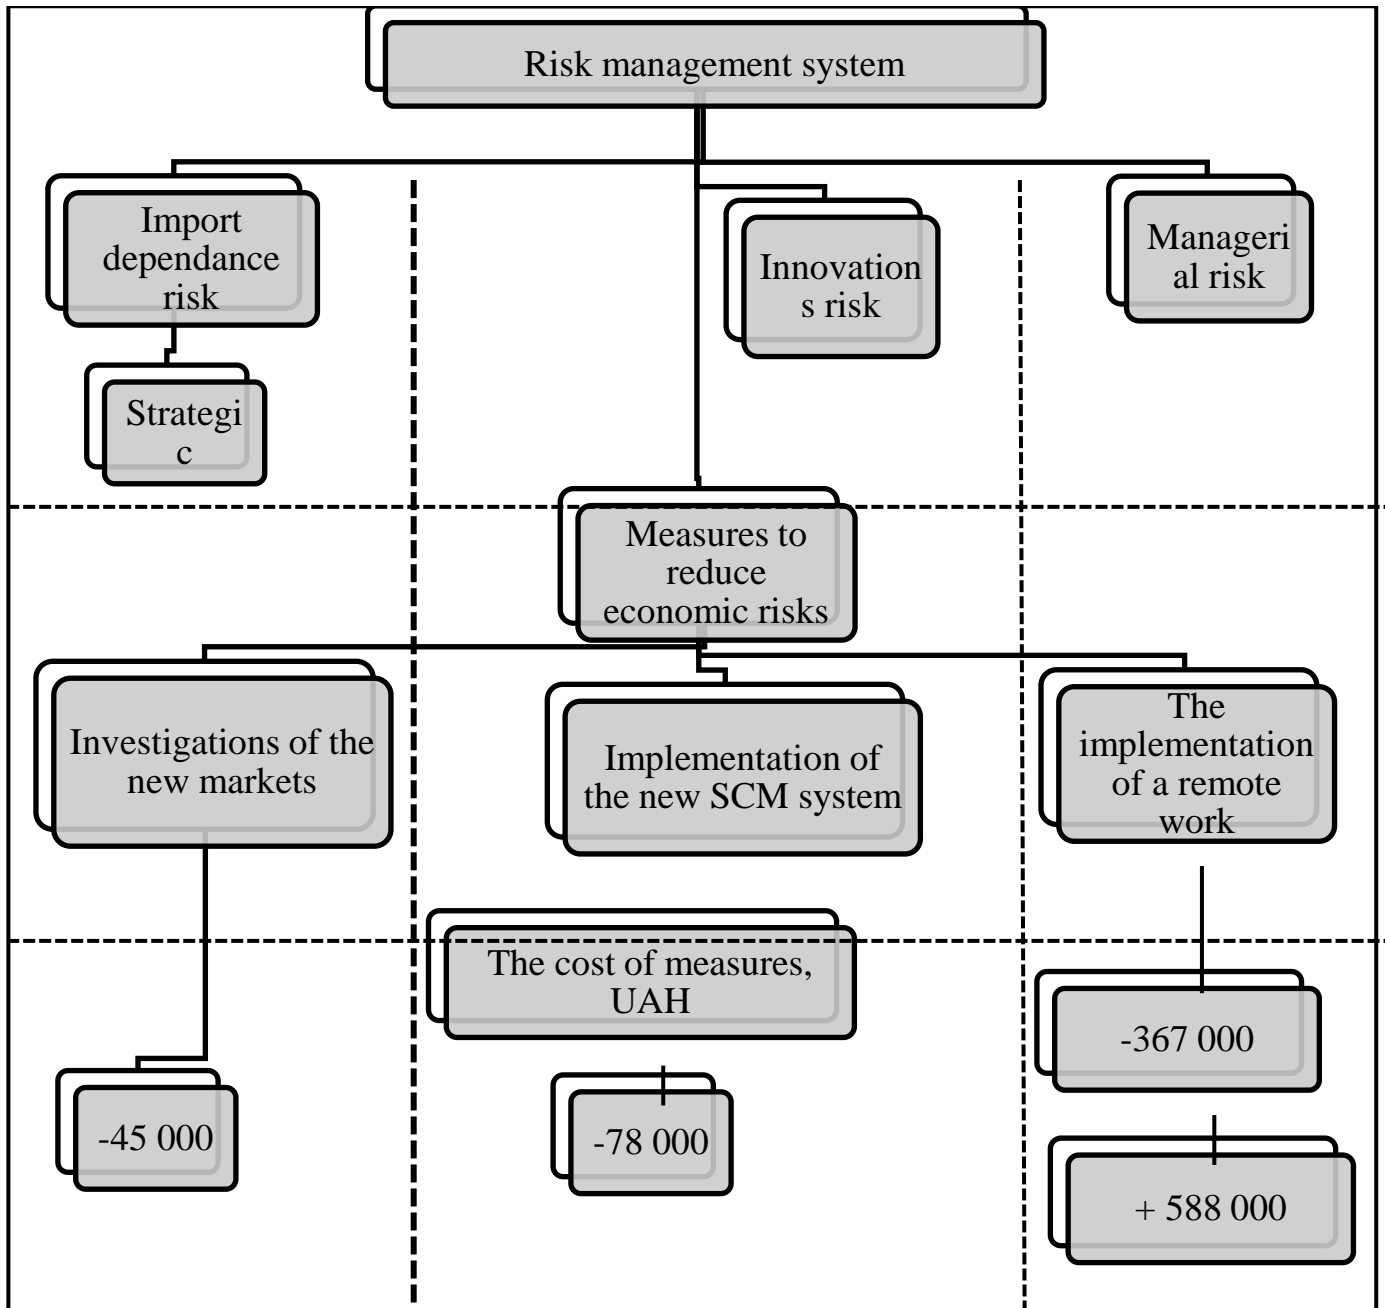 Risk management system
Import
dependance
risk
Innovation
s risk
Manageri
al risk
Strategi
c
Measures to
reduce
economic risks
Investigations of the
new markets
Implementation of
the new SCM system
The
implementation
of a remote
work
The cost of measures,
UAH
-367 000
-45 000
-78 000
+ 588 000